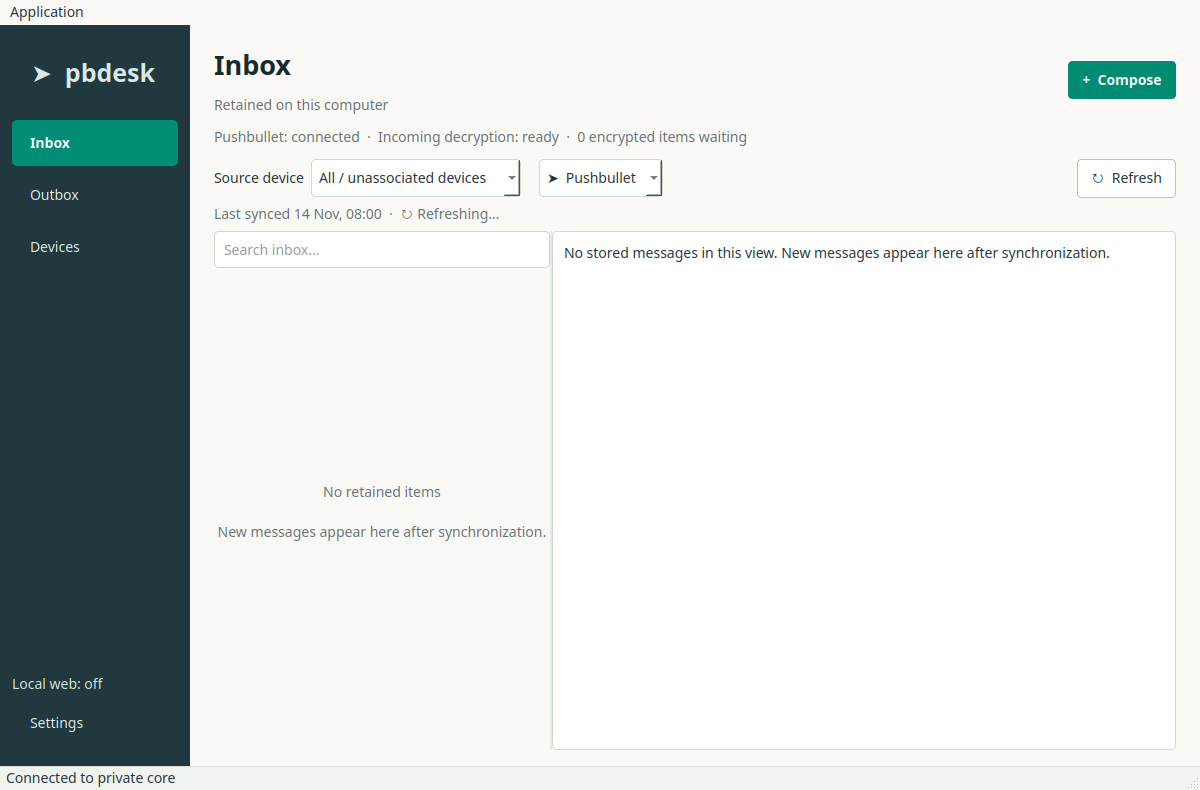 Application
➤ pbdesk
Inbox
Outbox
Devices
Local web: off
Settings
Inbox
Retained on this computer
Pushbullet: connected · Incoming decryption: ready · 0 encrypted items waiting
+ Compose
Source device All / unassociated devices ➤ Pushbullet
↻ Refresh
Last synced 14 Nov, 08:00 · ↻ Refreshing...
Search inbox...
No retained items
New messages appear here after synchronization.
No stored messages in this view. New messages appear here after synchronization.
Connected to private core